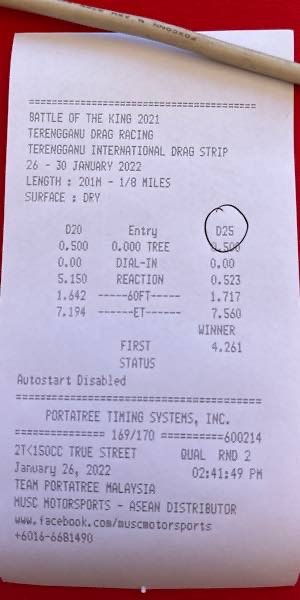 ========================================
BATTLE OF THE KING 2021
TERENGGANU DRAG RACING
TERENGGANU INTERNATIONAL DRAG STRIP
26 - 30 JANUARY 2022
LENGTH : 201M - 1/8 MILES
SURFACE : DRY
D20 Entry D25
0.500 0.000 TREE 0.500
0.00 DIAL-IN 0.00
5.150 REACTION 0.523
1.642 -----60FT------ 1.717
7.194 ------ET------- 7.560
WINNER
FIRST 4.261
STATUS
Autostart Disabled
========================================
PORTATREE TIMING SYSTEMS, INC.
============== 169/170 ==========600214
2T<150CC TRUE STREET QUAL RND 2
January 26, 2022 02:41:49 PM
TEAM PORTATREE MALAYSIA
MUSC MOTORSPORTS - ASEAN DISTRIBUTOR
www.facebook.com/muscmotorsports
+6016-6681490